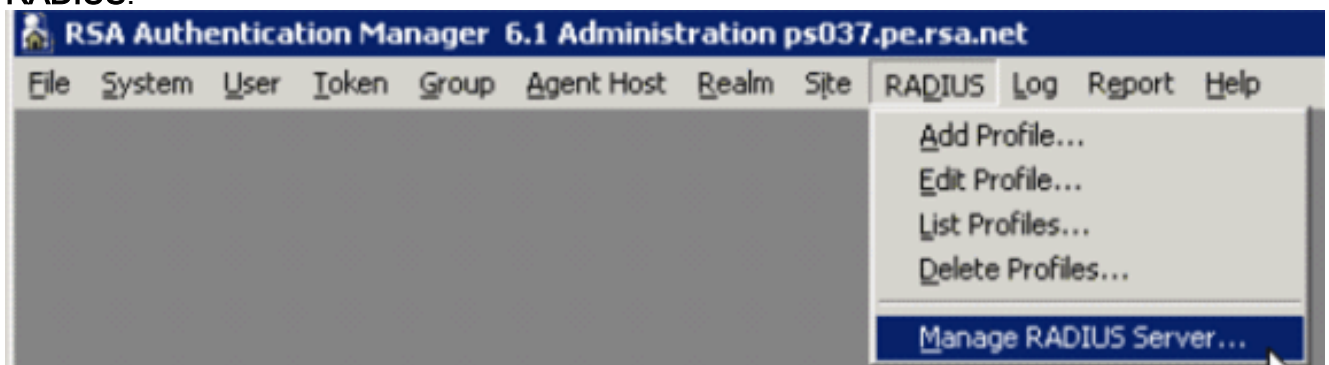 RADIUS.
RSA Authentication Manager 6.1 Administration ps037.pe.rsa.net
File System User Token Group Agent Host Realm Site RADIUS Log Report Help
Add Profile...
Edit Profile...
List Profiles...
Delete Profiles...
Manage RADIUS Server...